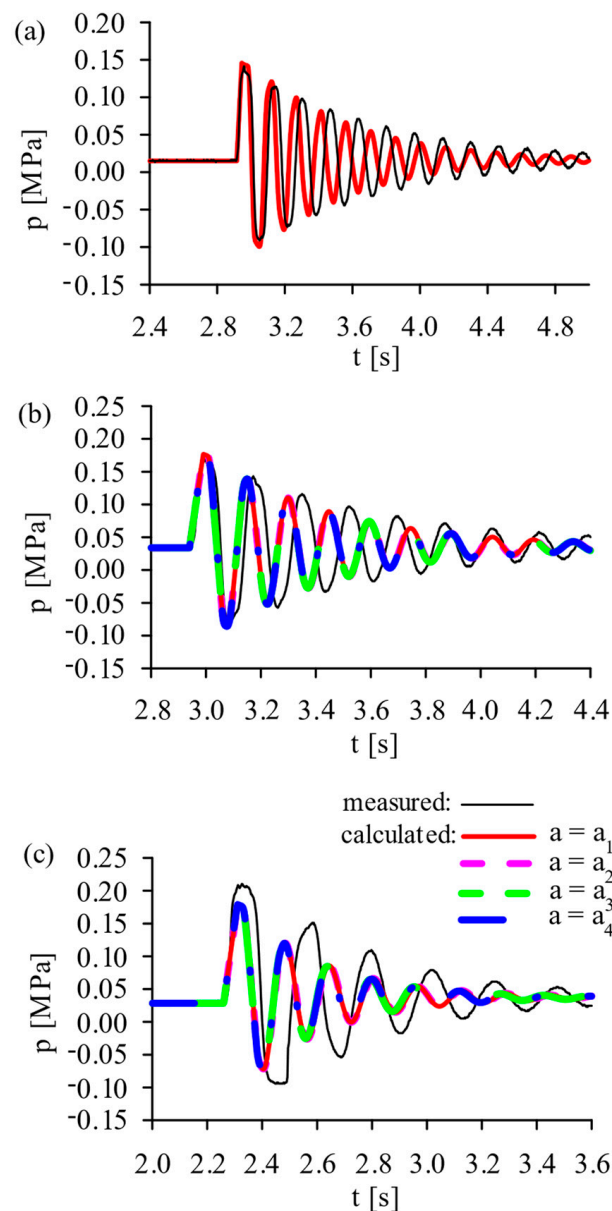 (a)
0.20
0.15
0.10
0.05
0.00
-0.05
-0.10
-0.15
p [MPa]
2.4 2.8 3.2 3.6 4.0 4.4 4.8
t [s]
(b)
0.25
0.20
0.15
0.10
0.05
0.00
-0.05
-0.10
-0.15
p [MPa]
2.8 3.0 3.2 3.4 3.6 3.8 4.0 4.2 4.4
t [s]
measured:
calculated: a = a1
a = a2
a = a3
a = a4
(c)
0.25
0.20
0.15
0.10
0.05
0.00
-0.05
-0.10
-0.15
p [MPa]
2.0 2.2 2.4 2.6 2.8 3.0 3.2 3.4 3.6
t [s]